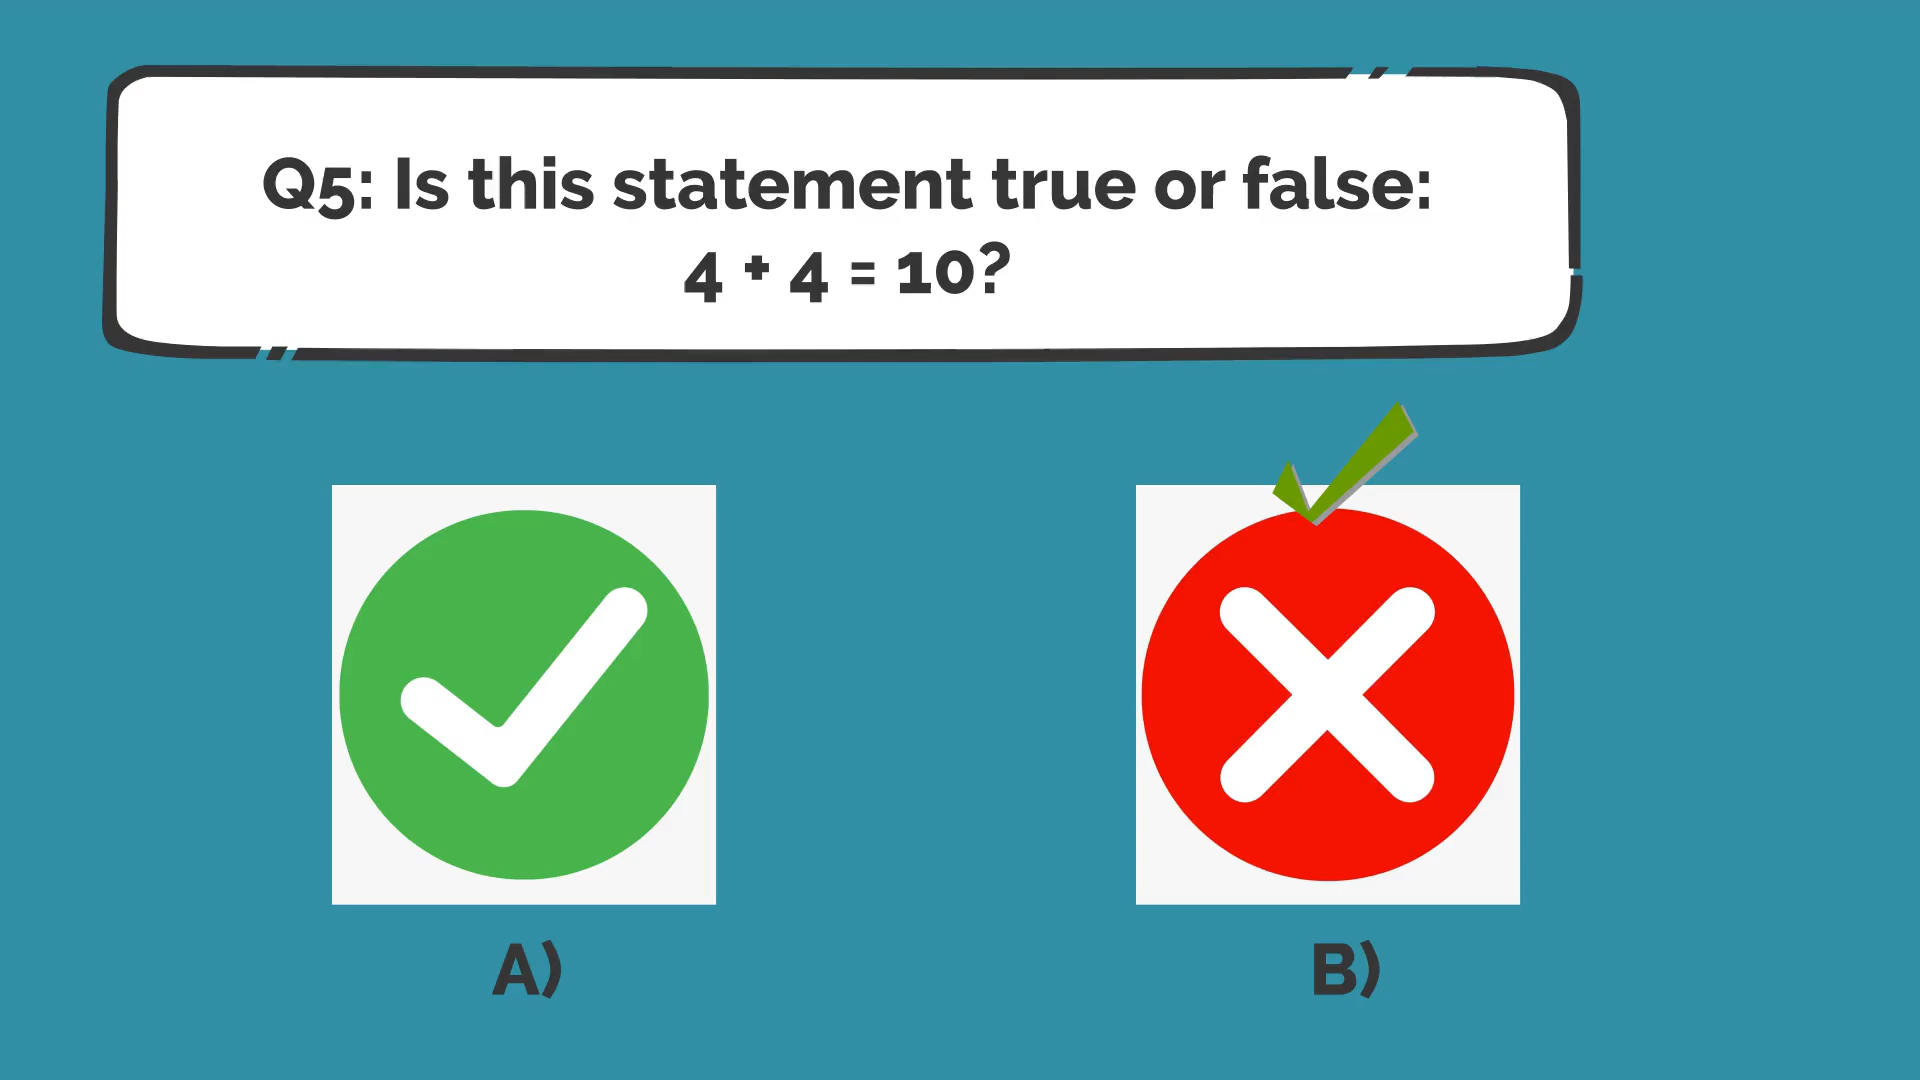 Q5: Is this statement true or false:
4 + 4 = 10?
A)
B)